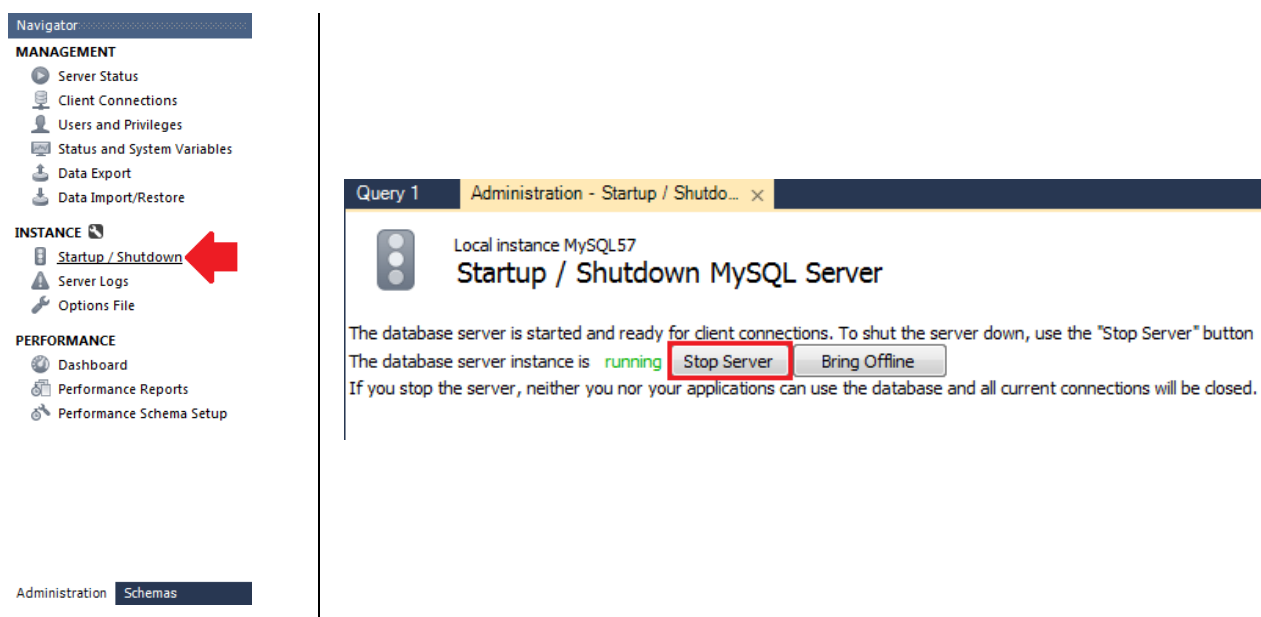 Navigator
MANAGEMENT
Server Status
Client Connections
Users and Privileges
Status and System Variables
Data Export
Data Import/Restore
INSTANCE
Startup / Shutdown
Server Logs
Options File
PERFORMANCE
Dashboard
Performance Reports
Performance Schema Setup
Administration Schemas
Query 1 Administration - Startup / Shutdo... ×
Local instance MySQL57
Startup / Shutdown MySQL Server
The database server is started and ready for client connections. To shut the server down, use the "Stop Server" button
The database server instance is running Stop Server Bring Offline
If you stop the server, neither you nor your applications can use the database and all current connections will be closed.